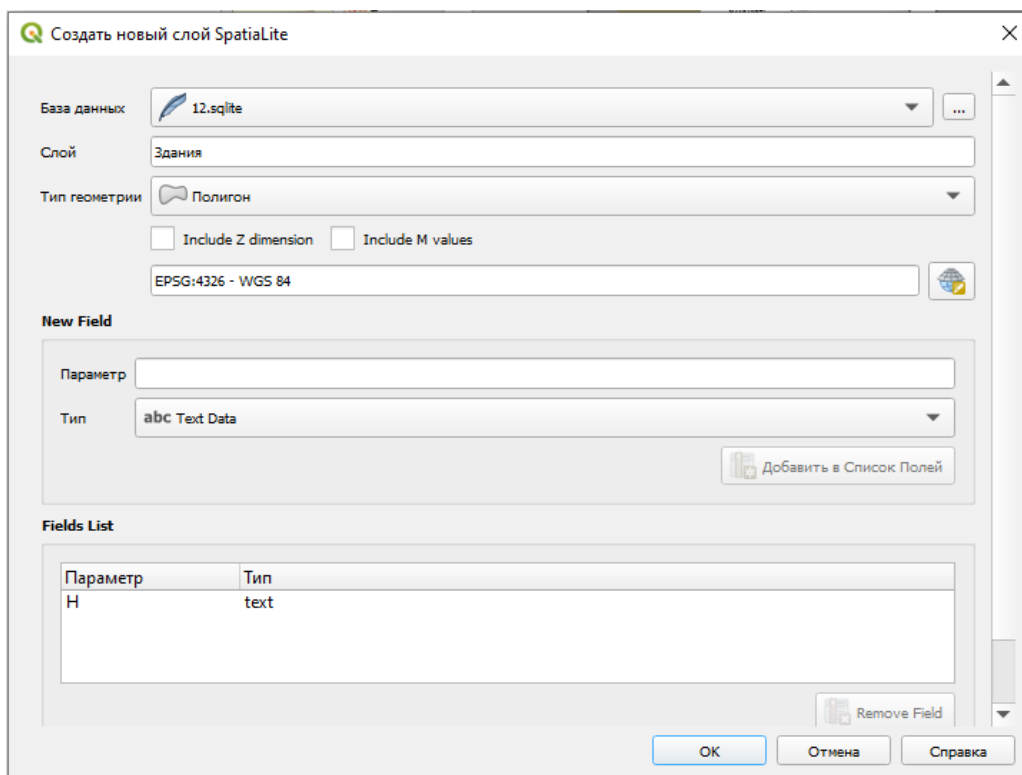 Создать новый слой SpatiaLite
База данных 12.sqlite ...
Слой Здания
Тип геометрии Полигон
Include Z dimension Include M values
EPSG:4326 - WGS 84
New Field
Параметр
Тип abc Text Data
Добавить в Список Полей
Fields List
Параметр Тип
H text
Remove Field
OK Отмена Справка